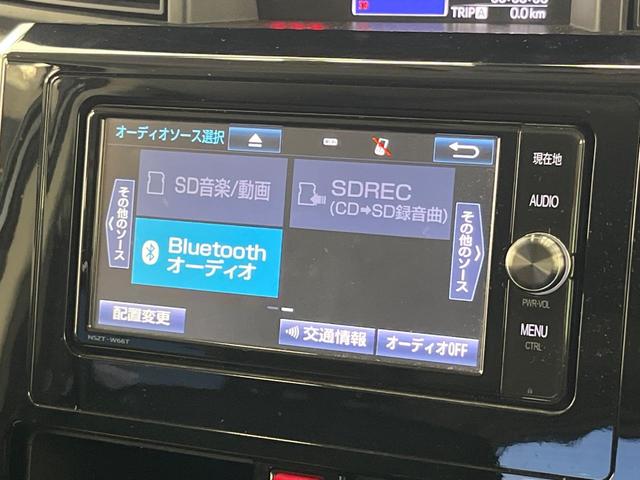 TRIP A 0.0 km
オーディオソース選択
現在地
SD音楽/動画
SDREC
(CD➡SD録音曲)
その他のソース
その他のソース
AUDIO
Bluetooth
オーディオ
PWR-VOL
配置変更
交通情報
オーディオOFF
MENU
CTRL
NSZT-W66T